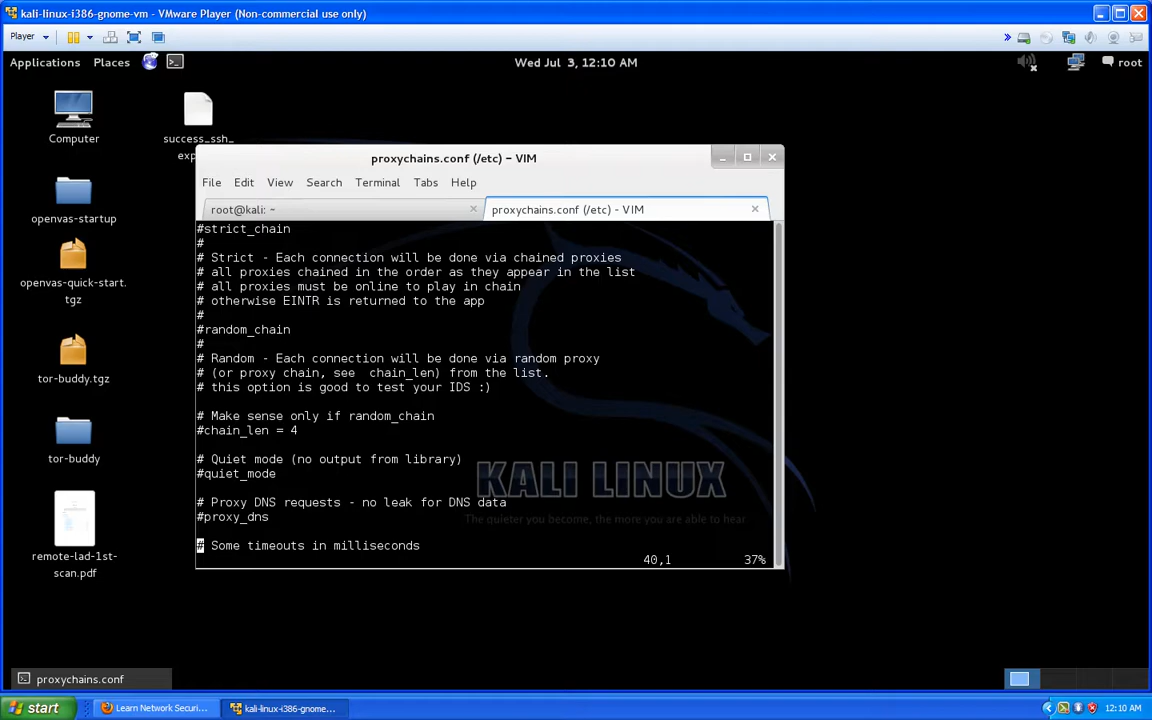 kali-linux-i386-gnome-vm - VMware Player (Non-commercial use only)
Player
Applications Places Wed Jul 3, 12:10 AM root
Computer
success_ssh_
exp
openvas-startup
openvas-quick-start.
tgz
tor-buddy.tgz
tor-buddy
remote-lad-1st-
scan.pdf
proxychains.conf (/etc) - VIM
File Edit View Search Terminal Tabs Help
root@kali: ~
proxychains.conf (/etc) - VIM
#strict_chain
#
# Strict - Each connection will be done via chained proxies
# all proxies chained in the order as they appear in the list
# all proxies must be online to play in chain
# otherwise EINTR is returned to the app
#
#random_chain
#
# Random - Each connection will be done via random proxy
# (or proxy chain, see  chain_len) from the list.
# this option is good to test your IDS :)
# Make sense only if random_chain
#chain_len = 4
# Quiet mode (no output from library)
#quiet_mode
# Proxy DNS requests - no leak for DNS data
#proxy_dns
# Some timeouts in milliseconds
40,1 37%
KALI LINUX
The quieter you become, the more you are able to hear
proxychains.conf
start
Learn Network Securi...
kali-linux-i386-gnome...
12:10 AM